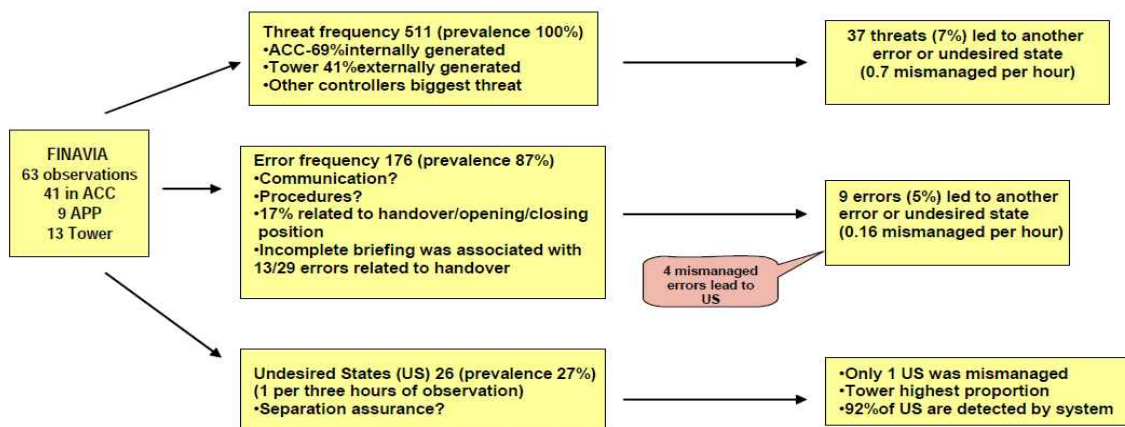 Threat frequency 511 (prevalence 100%)
•ACC-69%internally generated
•Tower 41%externally generated
•Other controllers biggest threat
37 threats (7%) led to another
error or undesired state
(0.7 mismanaged per hour)
FINAVIA
63 observations
41 in ACC
9 APP
13 Tower
Error frequency 176 (prevalence 87%)
•Communication?
•Procedures?
•17% related to handover/opening/closing
position
•Incomplete briefing was associated with
13/29 errors related to handover
9 errors (5%) led to another
error or undesired state
(0.16 mismanaged per hour)
4 mismanaged
errors lead to
US
Undesired States (US) 26 (prevalence 27%)
(1 per three hours of observation)
•Separation assurance?
•Only 1 US was mismanaged
•Tower highest proportion
•92%of US are detected by system